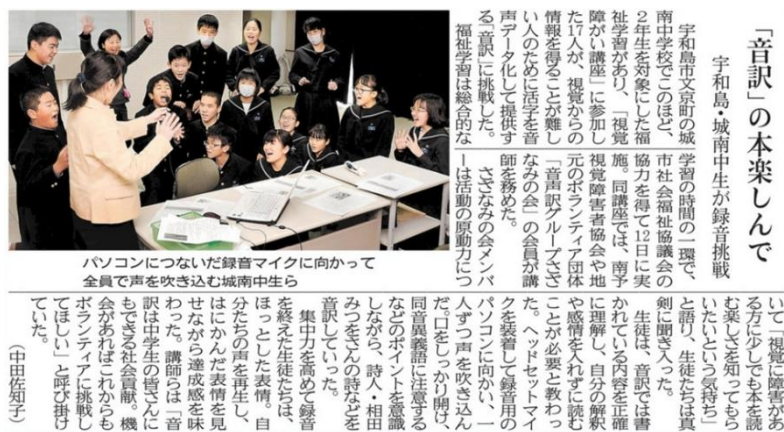 「音訳」の本楽しんで
宇和島・城南中生が録音挑戦
宇和島市文京町の城
南中学校でこのほど、
２年生を対象にした福
祉学習があり、「視覚
障がい講座」に参加し
た17人が、視覚からの
情報を得ることが難し
い人のために活字を音
声データ化して提供す
る「音訳」に挑戦した。
福祉学習は総合的な
学習の時間の一環で、
市社会福祉協議会の
協力を得て12日に実
施。同講座では、南予
視覚障害者協会や地
元のボランティア団体
「音声訳グループさざ
なみの会」の会員が講
師を務めた。
さざなみの会メンバ
ーは活動の原動力につ
いて「視覚に障害があ
る方に少しでも本を読
む楽しさを知ってもら
いたいという気持ち」
と語り、生徒たちは真
剣に聞き入った。
生徒は、音訳では書
かれている内容を正確
に理解し、自分の解釈
や感情を入れずに読む
ことが必要と教わっ
た。ヘッドセットマイ
クを装着して録音用の
パソコンに向かい、一
人ずつ声を吹き込ん
だ。口をしっかり開け、
同音異義語に注意する
などのポイントを意識
しながら、詩人・相田
みつをさんの詩などを
音訳していった。
集中力を高めて録音
を終えた生徒たちは、
ほっとした表情。自
分たちの声を再生し、
はにかんだ表情を見
せながら達成感を味
わった。講師らは「音
訳は中学生の皆さんに
もできる社会貢献。機
会があればこれからも
ボランティアに挑戦し
てほしい」と呼び掛け
ていた。
（中田佐知子）
パソコンにつないだ録音マイクに向かって
全員で声を吹き込む城南中生ら